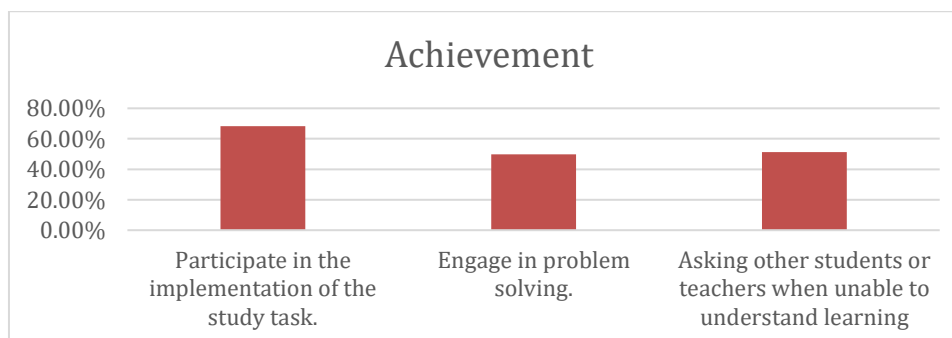 Achievement
80.00%
60.00%
40.00%
20.00%
0.00%
Participate in the
implementation of the
study task.
Engage in problem
solving.
Asking other students or
teachers when unable to
understand learning